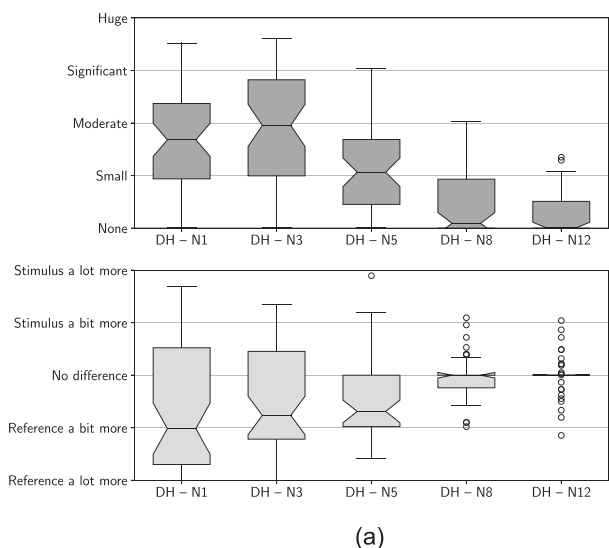 Huge
Significant
Moderate
Small
None
DH – N1 DH – N3 DH – N5 DH – N8 DH – N12
Stimulus a lot more
Stimulus a bit more
No difference
Reference a bit more
Reference a lot more
DH – N1 DH – N3 DH – N5 DH – N8 DH – N12
(a)